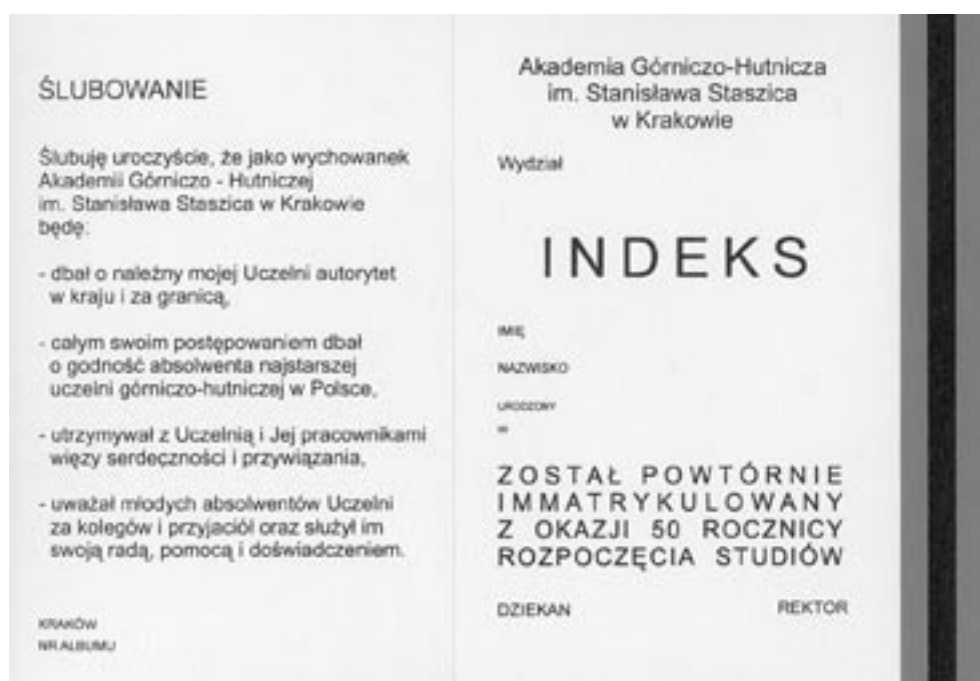 ŚLUBOWANIE
Ślubuję uroczyście, że jako wychowanek
Akademii Górniczo - Hutniczej
im. Stanisława Staszica w Krakowie
będę:
- dbał o należny mojej Uczelni autorytet
w kraju i za granicą,
- całym swoim postępowaniem dbał
o godność absolwenta najstarszej
uczelni górniczo-hutniczej w Polsce,
- utrzymywał z Uczelnią i Jej pracownikami
więzy serdeczności i przywiązania,
- uważał młodych absolwentów Uczelni
za kolegów i przyjaciół oraz służył im
swoją radą, pomocą i doświadczeniem.
KRAKÓW
NR ALBUMU
Akademia Górniczo-Hutnicza
im. Stanisława Staszica
w Krakowie
Wydział
INDEKS
IMIĘ
NAZWISKO
URODZONY
W
ZOSTAŁ POWTÓRNIE
IMMATRYKULOWANY
Z OKAZJI 50 ROCZNICY
ROZPOCZĘCIA STUDIÓW
DZIEKAN
REKTOR